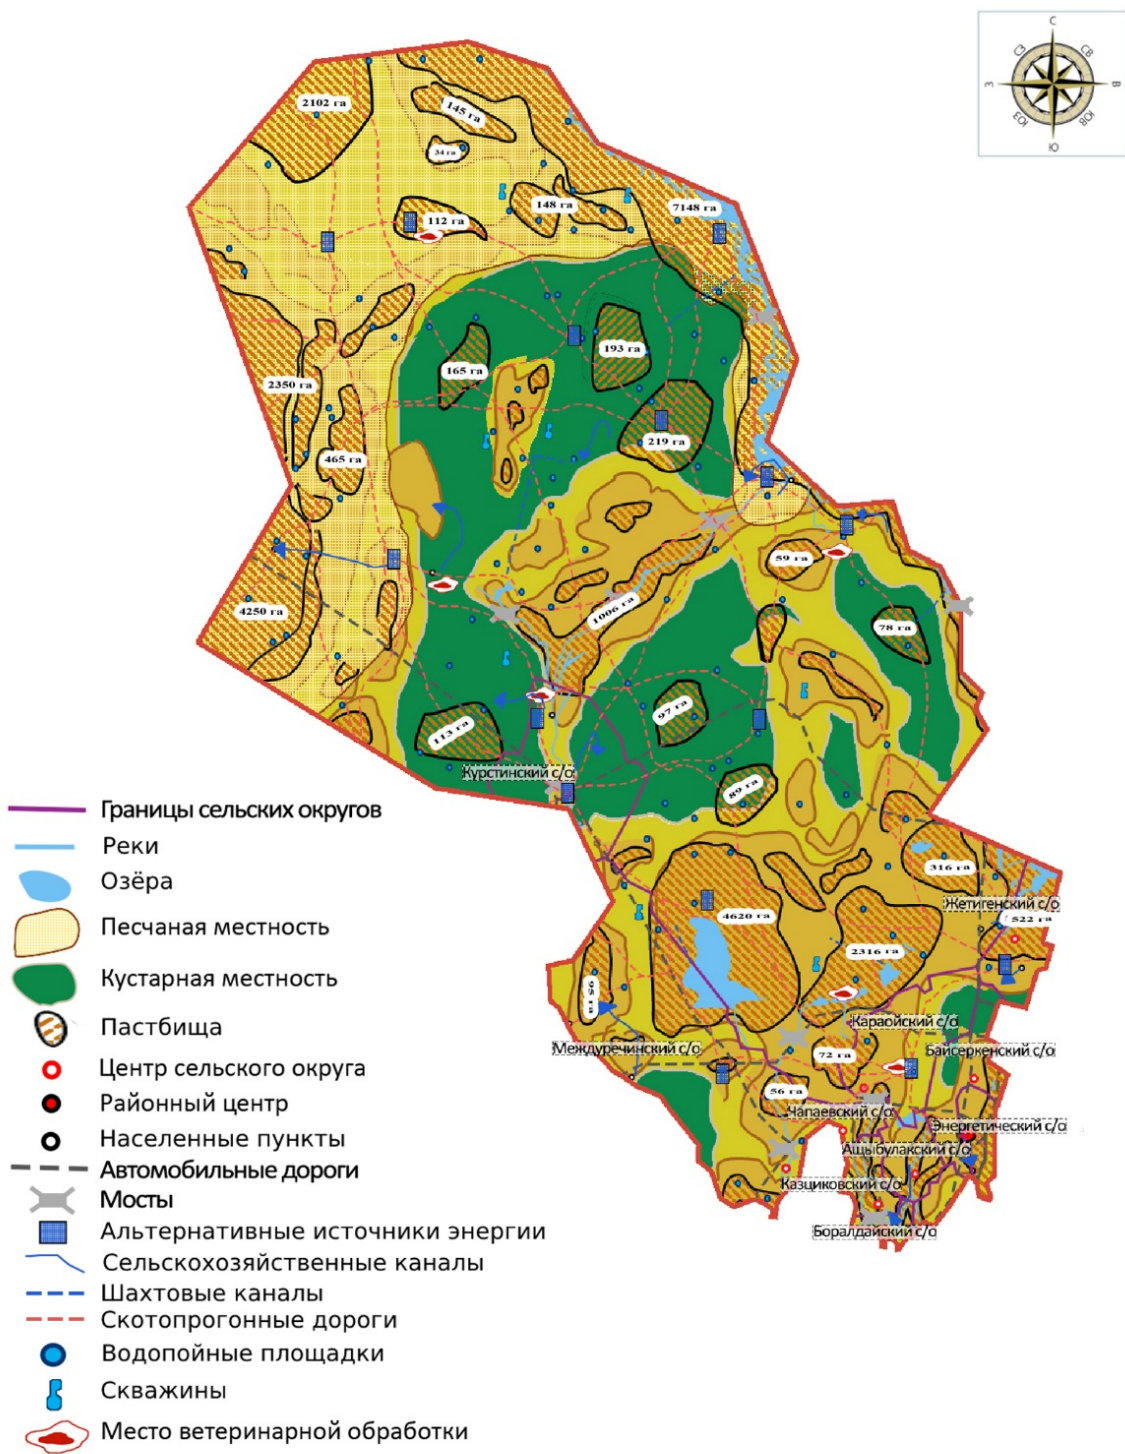 С
СЗ
СВ
З
В
ЮЗ
ЮВ
Ю
2102 га
145 га
34 га
148 га
7148 га
112 га
193 га
165 га
2350 га
219 га
465 га
59 га
4250 га
1006 га
78 га
97 га
113 га
Курстинский с/о
89 га
316 га
Жетигенский с/о
522 га
4620 га
2316 га
95 га
Караойский с/о
Междуречинский с/о
72 га
Байсеркенский с/о
56 га
Чапаевский с/о
Энергетический с/о
Ащыбулакский с/о
Казциковский с/о
Боралдайский с/о
Границы сельских округов
Реки
Озёра
Песчаная местность
Кустарная местность
Пастбища
Центр сельского округа
Районный центр
Населенные пункты
Автомобильные дороги
Мосты
Альтернативные источники энергии
Сельскохозяйственные каналы
Шахтовые каналы
Скотопрогонные дороги
Водопойные площадки
Скважины
Место ветеринарной обработки